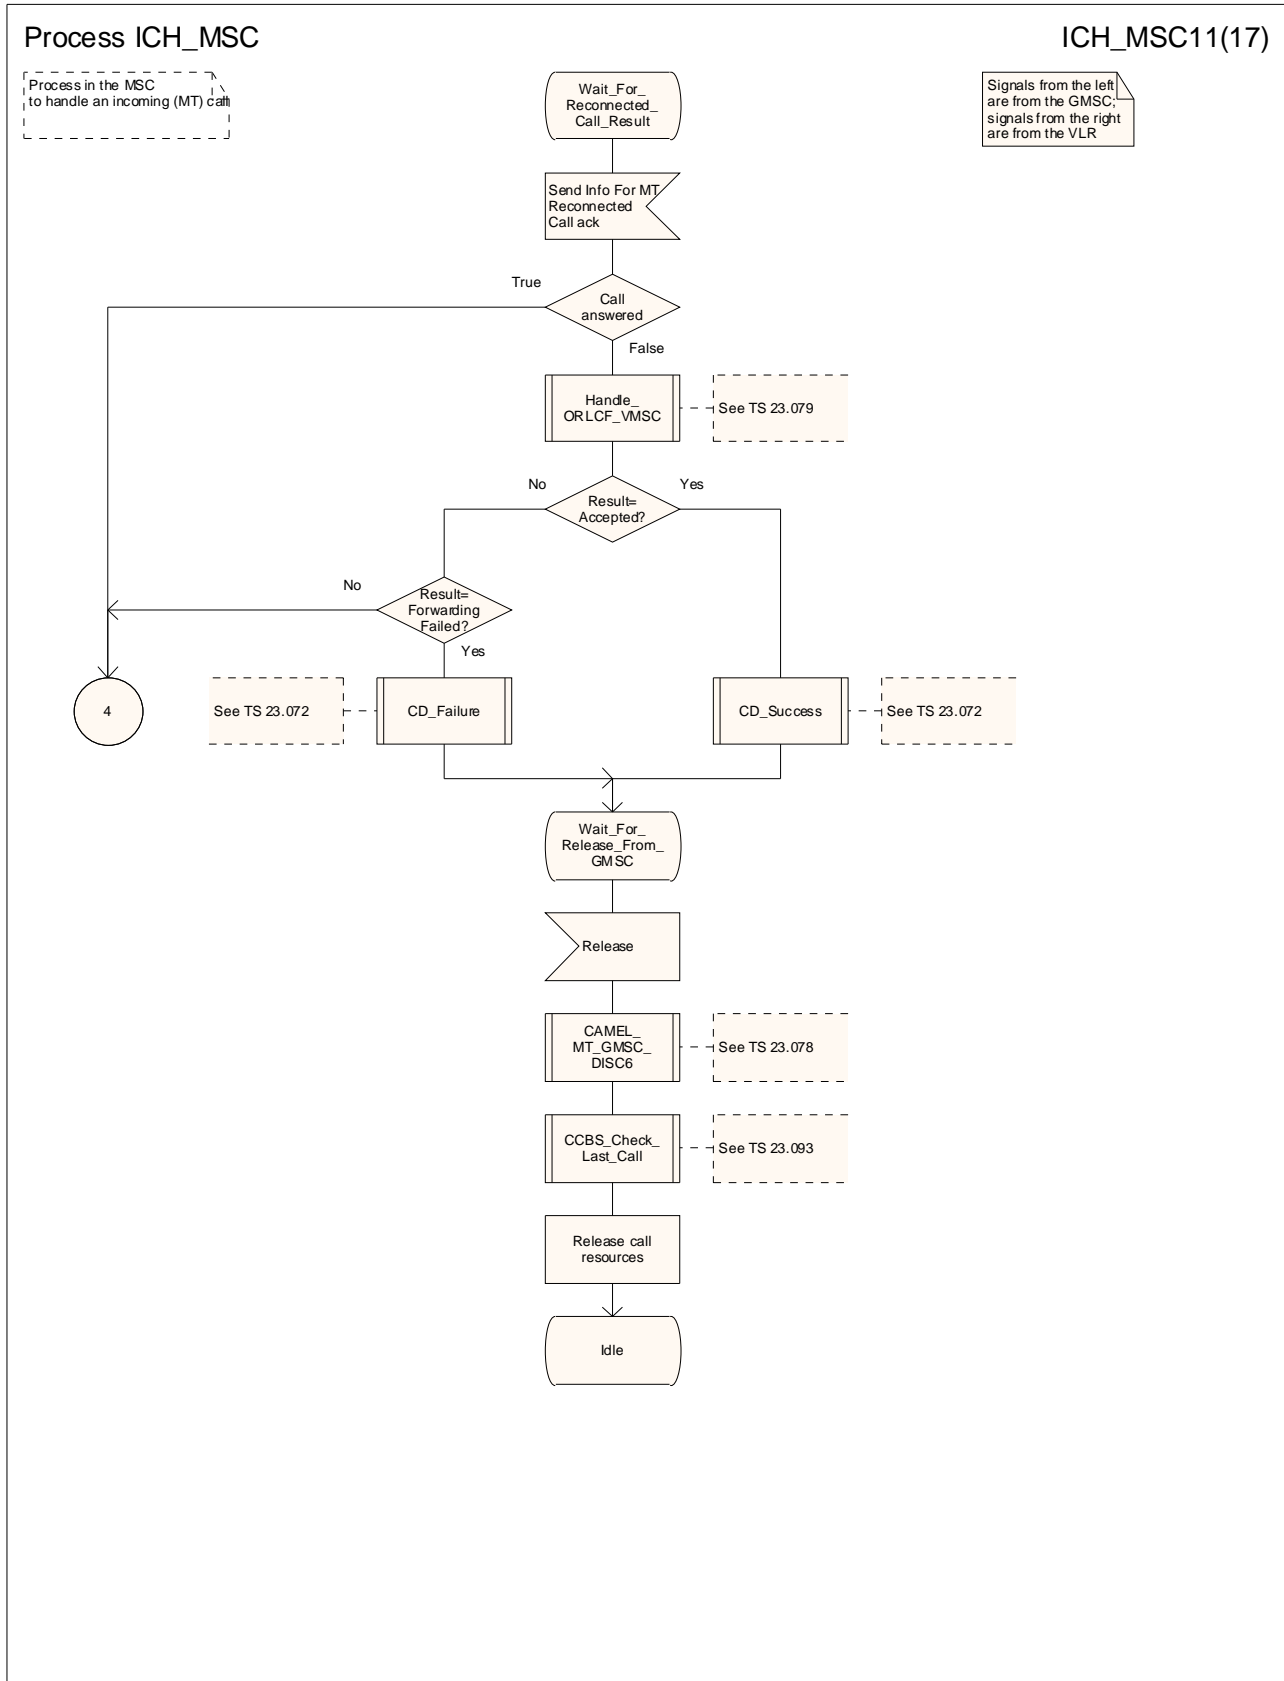 Process ICH_MSC
ICH_MSC11(17)
Process in the MSC
to handle an incoming (MT) call
Signals from the left
are from the GMSC;
signals from the right
are from the VLR
Wait_For_
Reconnected_
Call_Result
Send Info For MT
Reconnected
Call ack
True
Call
answered
False
Handle_
ORLCF_VMSC
See TS 23.079
No
Yes
Result=
Accepted?
No
Result=
Forwarding
Failed?
Yes
4
See TS 23.072
CD_Failure
CD_Success
See TS 23.072
Wait_For_
Release_From_
GMSC
Release
CAMEL_
MT_GMSC_
DISC6
See TS 23.078
CCBS_Check_
Last_Call
See TS 23.093
Release call
resources
Idle